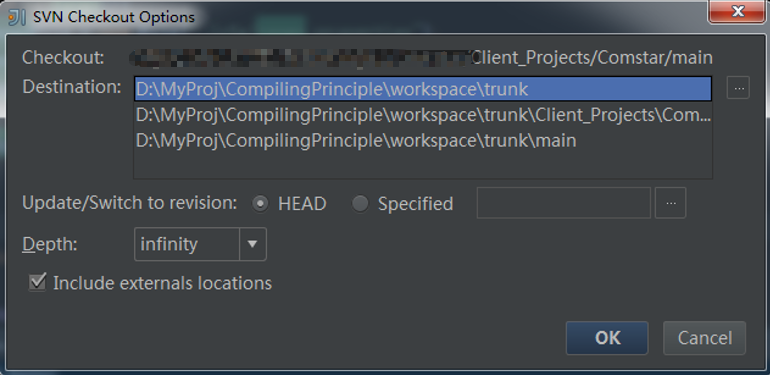 SVN Checkout Options
Checkout: Client_Projects/Comstar/main
Destination: D:\MyProj\CompilingPrinciple\workspace\trunk
D:\MyProj\CompilingPrinciple\workspace\trunk\Client_Projects\Com...
D:\MyProj\CompilingPrinciple\workspace\trunk\main
Update/Switch to revision: HEAD Specified ...
Depth: infinity
Include externals locations
OK Cancel